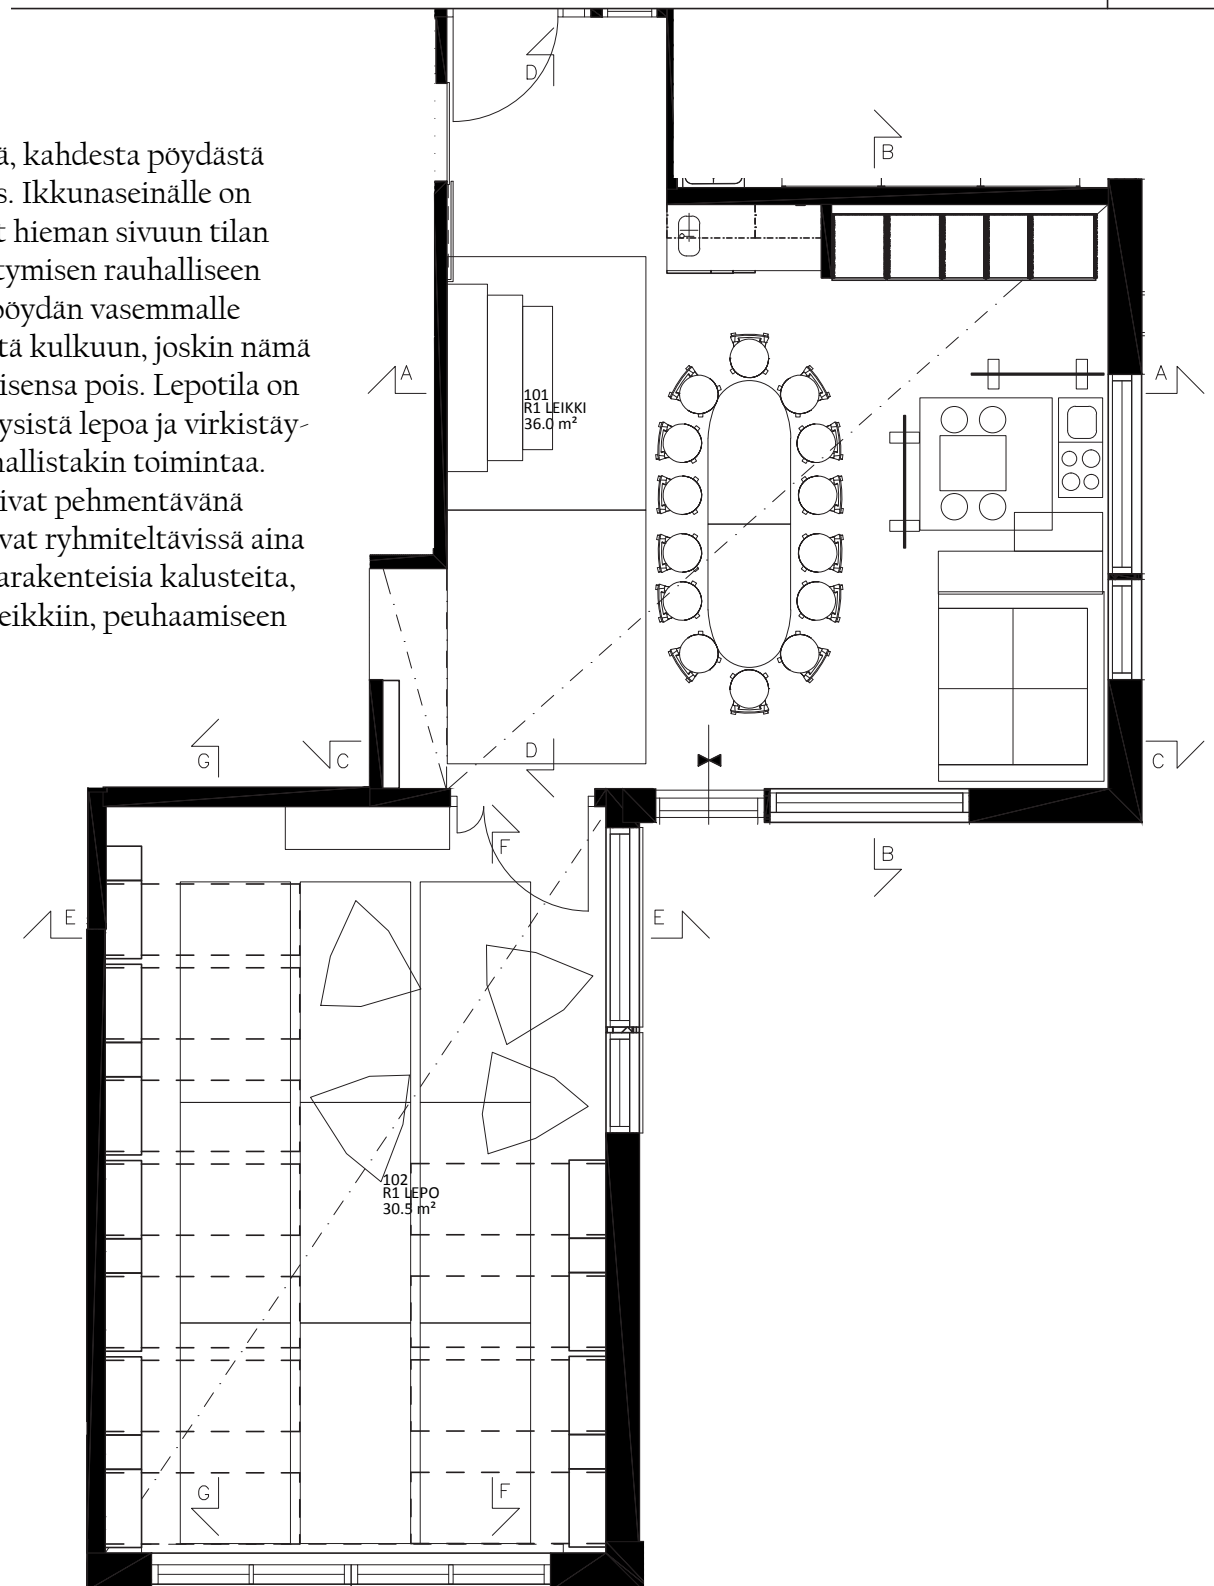 ä, kahdesta pöydästä
s. Ikkunaseinälle on
t hieman sivuun tilan
tymisen rauhalliseen
pöydän vasemmalle
tä kulkuun, joskin nämä
isensa pois. Lepotila on
ysistä lepoa ja virkistäy-
hallistakin toimintaa.
ivat pehmentävänä
vat ryhmiteltävissä aina
arakenteisia kalusteita,
leikkiin, peuhaamiseen
D
B
A
A
101
R1 LEIKKI
36.0 m²
G
C
D
C
F
B
E
E
102
R1 LEPO
30.5 m²
G
F